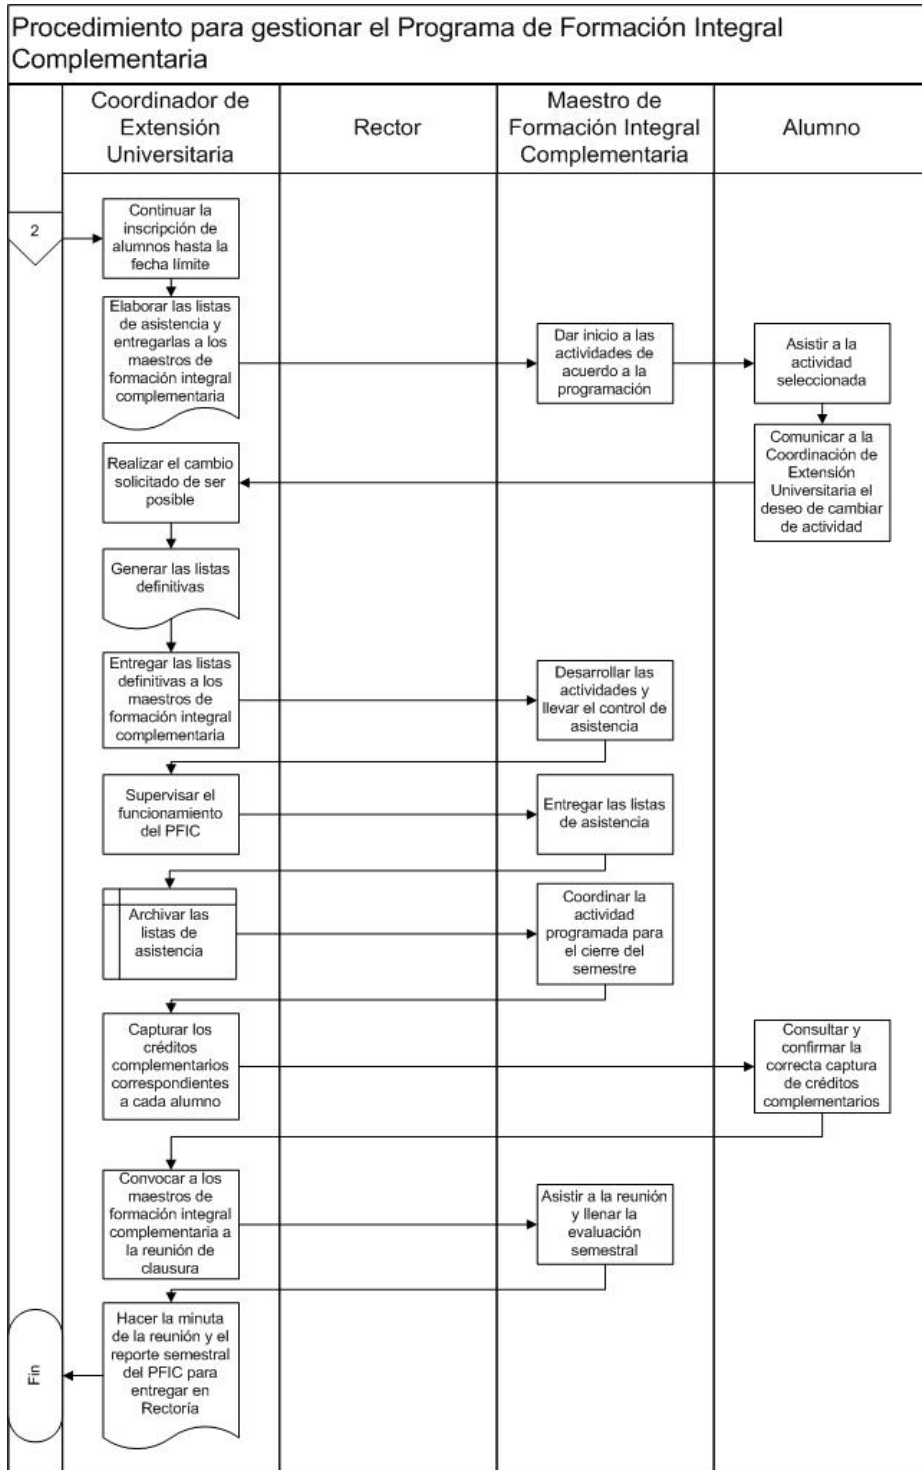 Procedimiento para gestionar el Programa de Formación Integral
Complementaria
Coordinador de
Extensión
Universitaria
Rector
Maestro de
Formación Integral
Complementaria
Alumno
2
Continuar la
inscripción de
alumnos hasta la
fecha límite
Elaborar las listas
de asistencia y
entregarlas a los
maestros de
formación integral
complementaria
Dar inicio a las
actividades de
acuerdo a la
programación
Asistir a la
actividad
seleccionada
Comunicar a la
Coordinación de
Extensión
Universitaria el
deseo de cambiar
de actividad
Realizar el cambio
solicitado de ser
posible
Generar las listas
definitivas
Entregar las listas
definitivas a los
maestros de
formación integral
complementaria
Desarrollar las
actividades y
llevar el control de
asistencia
Supervisar el
funcionamiento
del PFIC
Entregar las listas
de asistencia
Archivar las
listas de
asistencia
Coordinar la
actividad
programada para
el cierre del
semestre
Capturar los
créditos
complementarios
correspondientes
a cada alumno
Consultar y
confirmar la
correcta captura
de créditos
complementarios
Convocar a los
maestros de
formación integral
complementaria a
la reunión de
clausura
Asistir a la reunión
y llenar la
evaluación
semestral
Hacer la minuta
de la reunión y el
reporte semestral
del PFIC para
entregar en
Rectoría
Fin